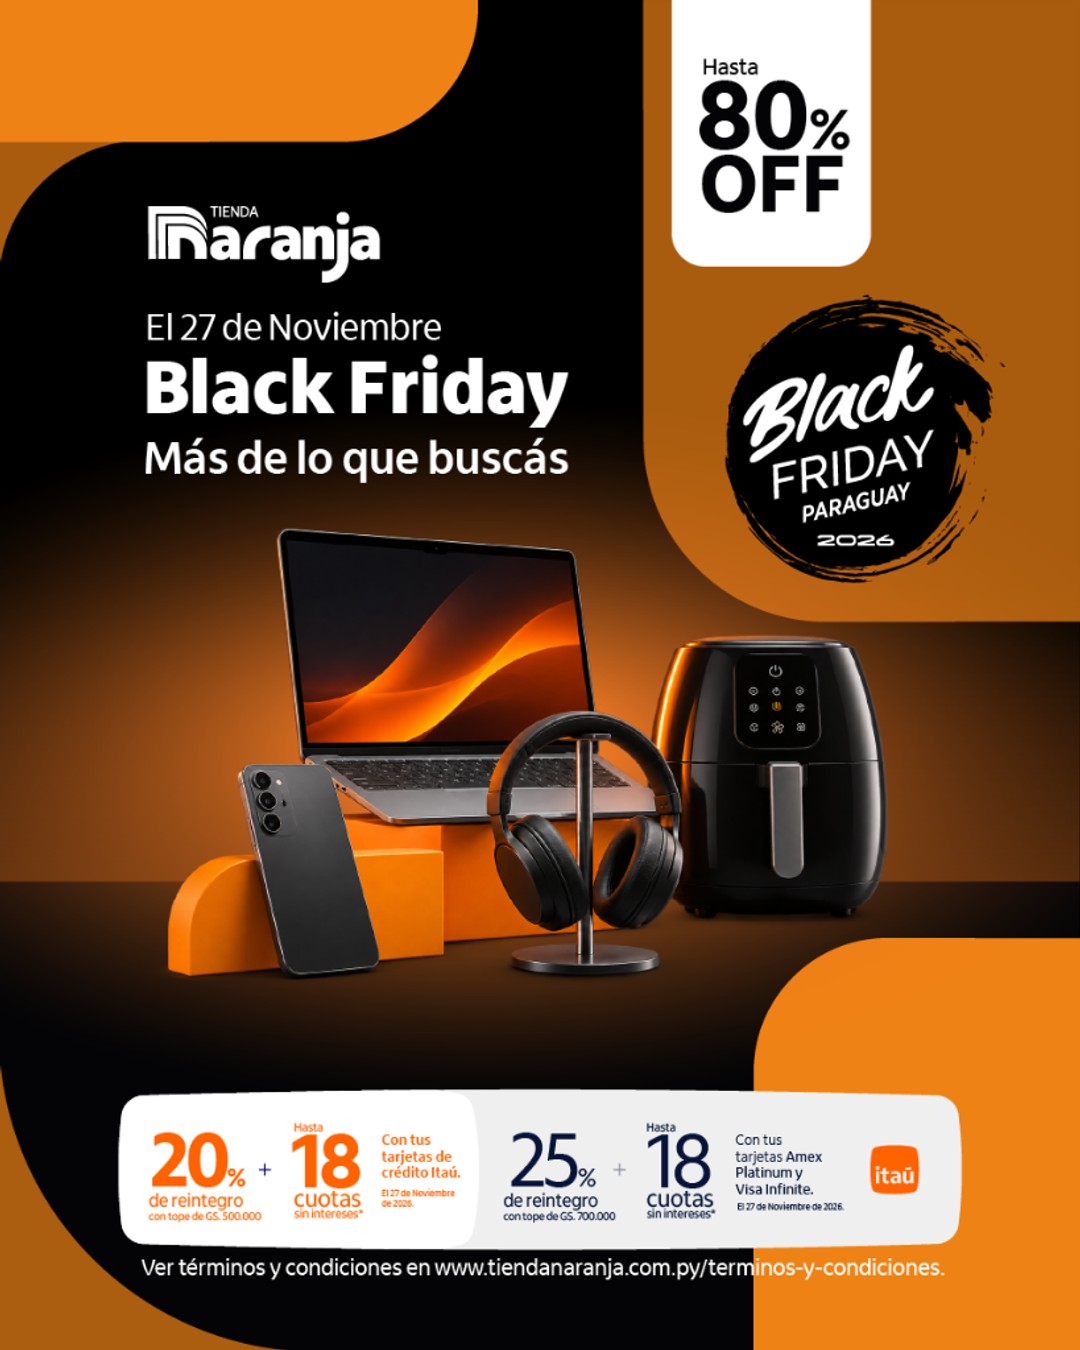 Hasta
80%
OFF
TIENDA
naranja
El 27 de Noviembre
Black Friday
Más de lo que buscás
Black
FRIDAY
PARAGUAY
2026
20%
de reintegro
con tope de GS. 500.000
+
Hasta
18
cuotas
sin intereses*
Con tus
tarjetas de
crédito Itaú.
El 27 de Noviembre
de 2026.
25%
de reintegro
con tope de GS. 700.000
+
Hasta
18
cuotas
sin intereses*
Con tus
tarjetas Amex
Platinum y
Visa Infinite.
El 27 de Noviembre de 2026.
itaú
Ver términos y condiciones en www.tiendanaranja.com.py/terminos-y-condiciones.